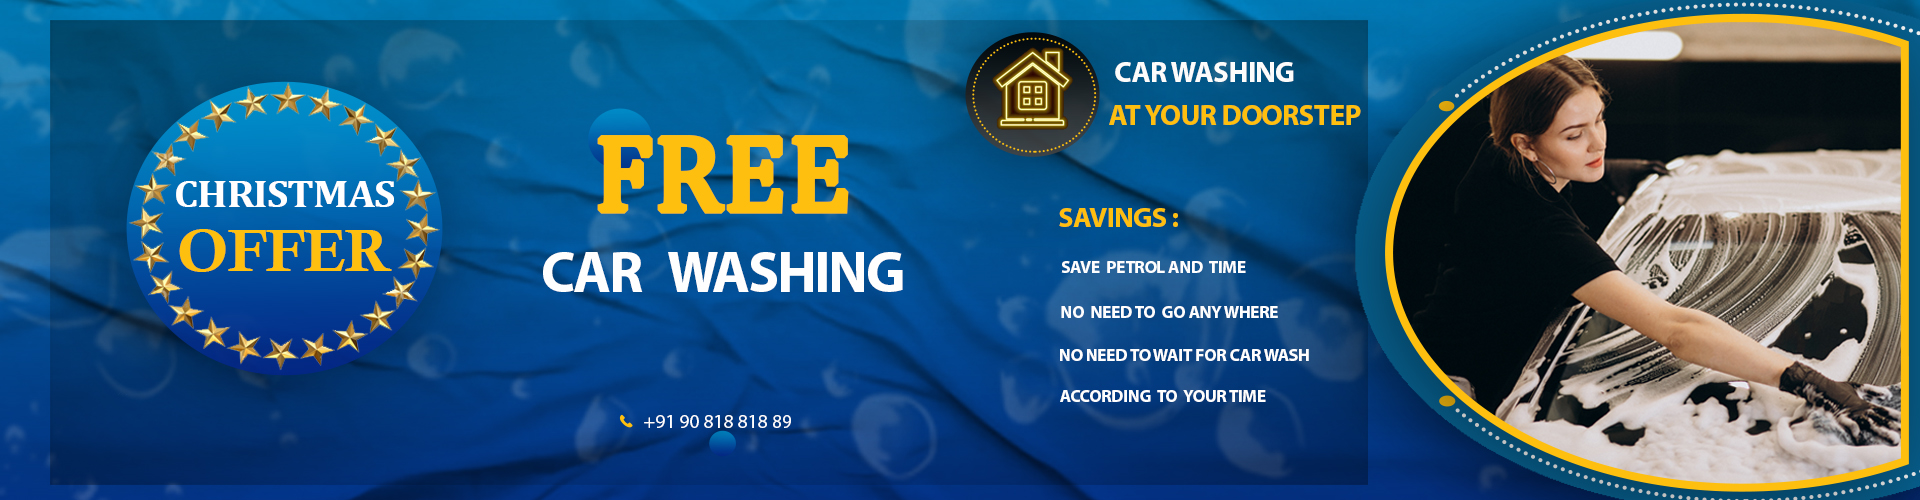 CHRISTMAS
OFFER
FREE
CAR WASHING
+91 90 818 818 89
CAR WASHING
AT YOUR DOORSTEP
SAVINGS :
SAVE PETROL AND TIME
NO NEED TO GO ANY WHERE
NO NEED TO WAIT FOR CAR WASH
ACCORDING TO YOUR TIME